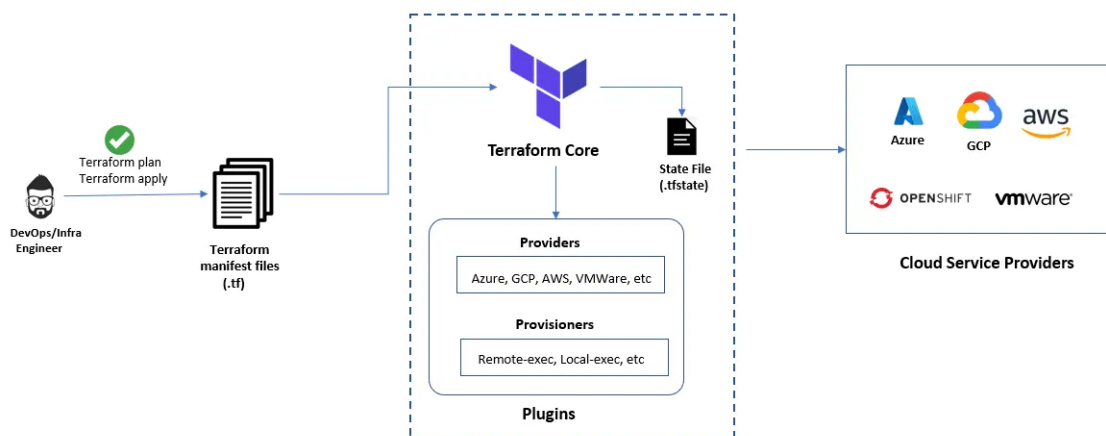 Terraform plan
Terraform apply
DevOps/Infra
Engineer
Terraform
manifest files
(.tf)
Terraform Core
State File
(.tfstate)
Providers
Azure, GCP, AWS, VMWare, etc
Provisioners
Remote-exec, Local-exec, etc
Plugins
Azure
GCP
aws
OPENSHIFT
vmware®
Cloud Service Providers